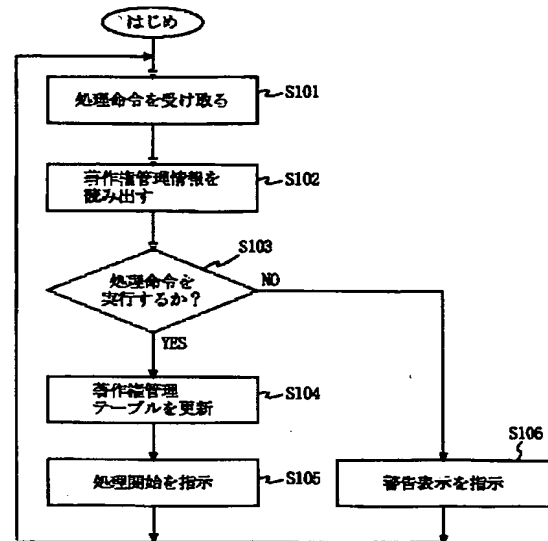 はじめ
処理命令を受け取る
S101
著作権管理情報を
読み出す
S102
S103
処理命令を
実行するか？
NO
YES
著作権管理
テーブルを更新
S104
S106
処理開始を指示
S105
警告表示を指示